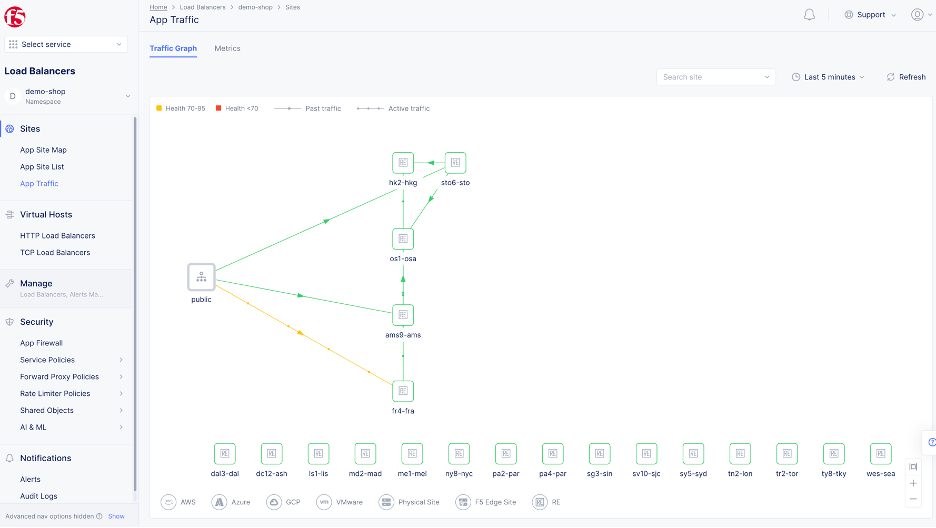 f5
Select service
Load Balancers
D
demo-shop
Namespace
Sites
App Site Map
App Site List
App Traffic
Virtual Hosts
HTTP Load Balancers
TCP Load Balancers
Manage
Load Balancers, Alerts Ma...
Security
App Firewall
Service Policies
Forward Proxy Policies
Rate Limiter Policies
Shared Objects
AI & ML
Notifications
Alerts
Audit Logs
Advanced nav options hidden Show
Home > Load Balancers > demo-shop > Sites
App Traffic
Support
Traffic Graph Metrics
Search site
Last 5 minutes
Refresh
Health 70-95 Health <70 Past traffic Active traffic
hk2-hkg sto6-sto
os1-osa
public
ams9-ams
fr4-fra
dal3-dal dc12-ash ls1-lis md2-mad me1-mel ny8-nyc pa2-par pa4-par sg3-sin sv10-sjc sy5-syd tn2-lon tr2-tor ty8-tky wes-sea
AWS Azure GCP vm VMware Physical Site F5 Edge Site RE